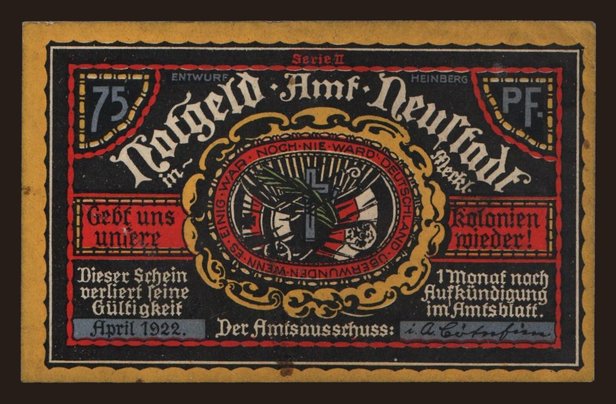 Serie II
ENTWURF HEINBERG
75 PF.
Notgeld · Amt · Neustadt
in Meckl.
NOCH · NIE · WARD · DEUTSCHLAND · ÜBERWUNDEN · WENN · ES · EINIG · WAR ·
Gebt uns
unsere
Kolonien
wieder!
Dieser Schein
verliert seine
Gültigkeit
1 Monat nach
Aufkündigung
im Amtsblatt.
April 1922.
Der Amtsausschuss:
i. A.